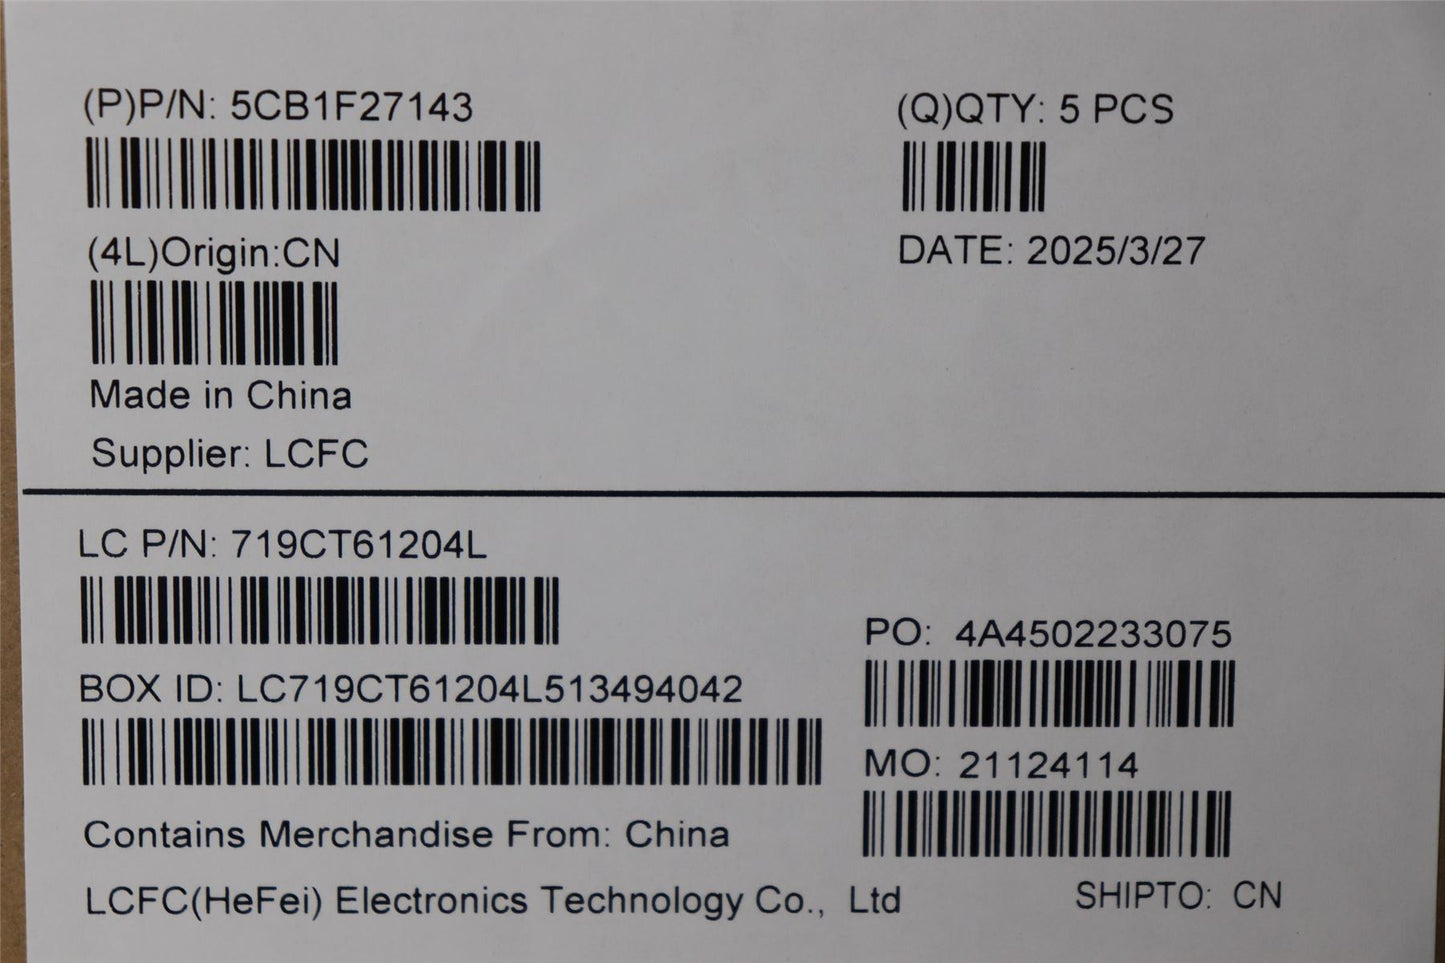 (P)P/N: 5CB1F27143
(Q)QTY: 5 PCS
(4L)Origin:CN
DATE: 2025/3/27
Made in China
Supplier: LCFC
LC P/N: 719CT61204L
PO: 4A4502233075
BOX ID: LC719CT61204L513494042
MO: 21124114
Contains Merchandise From: China
LCFC(HeFei) Electronics Technology Co., Ltd
SHIPTO: CN